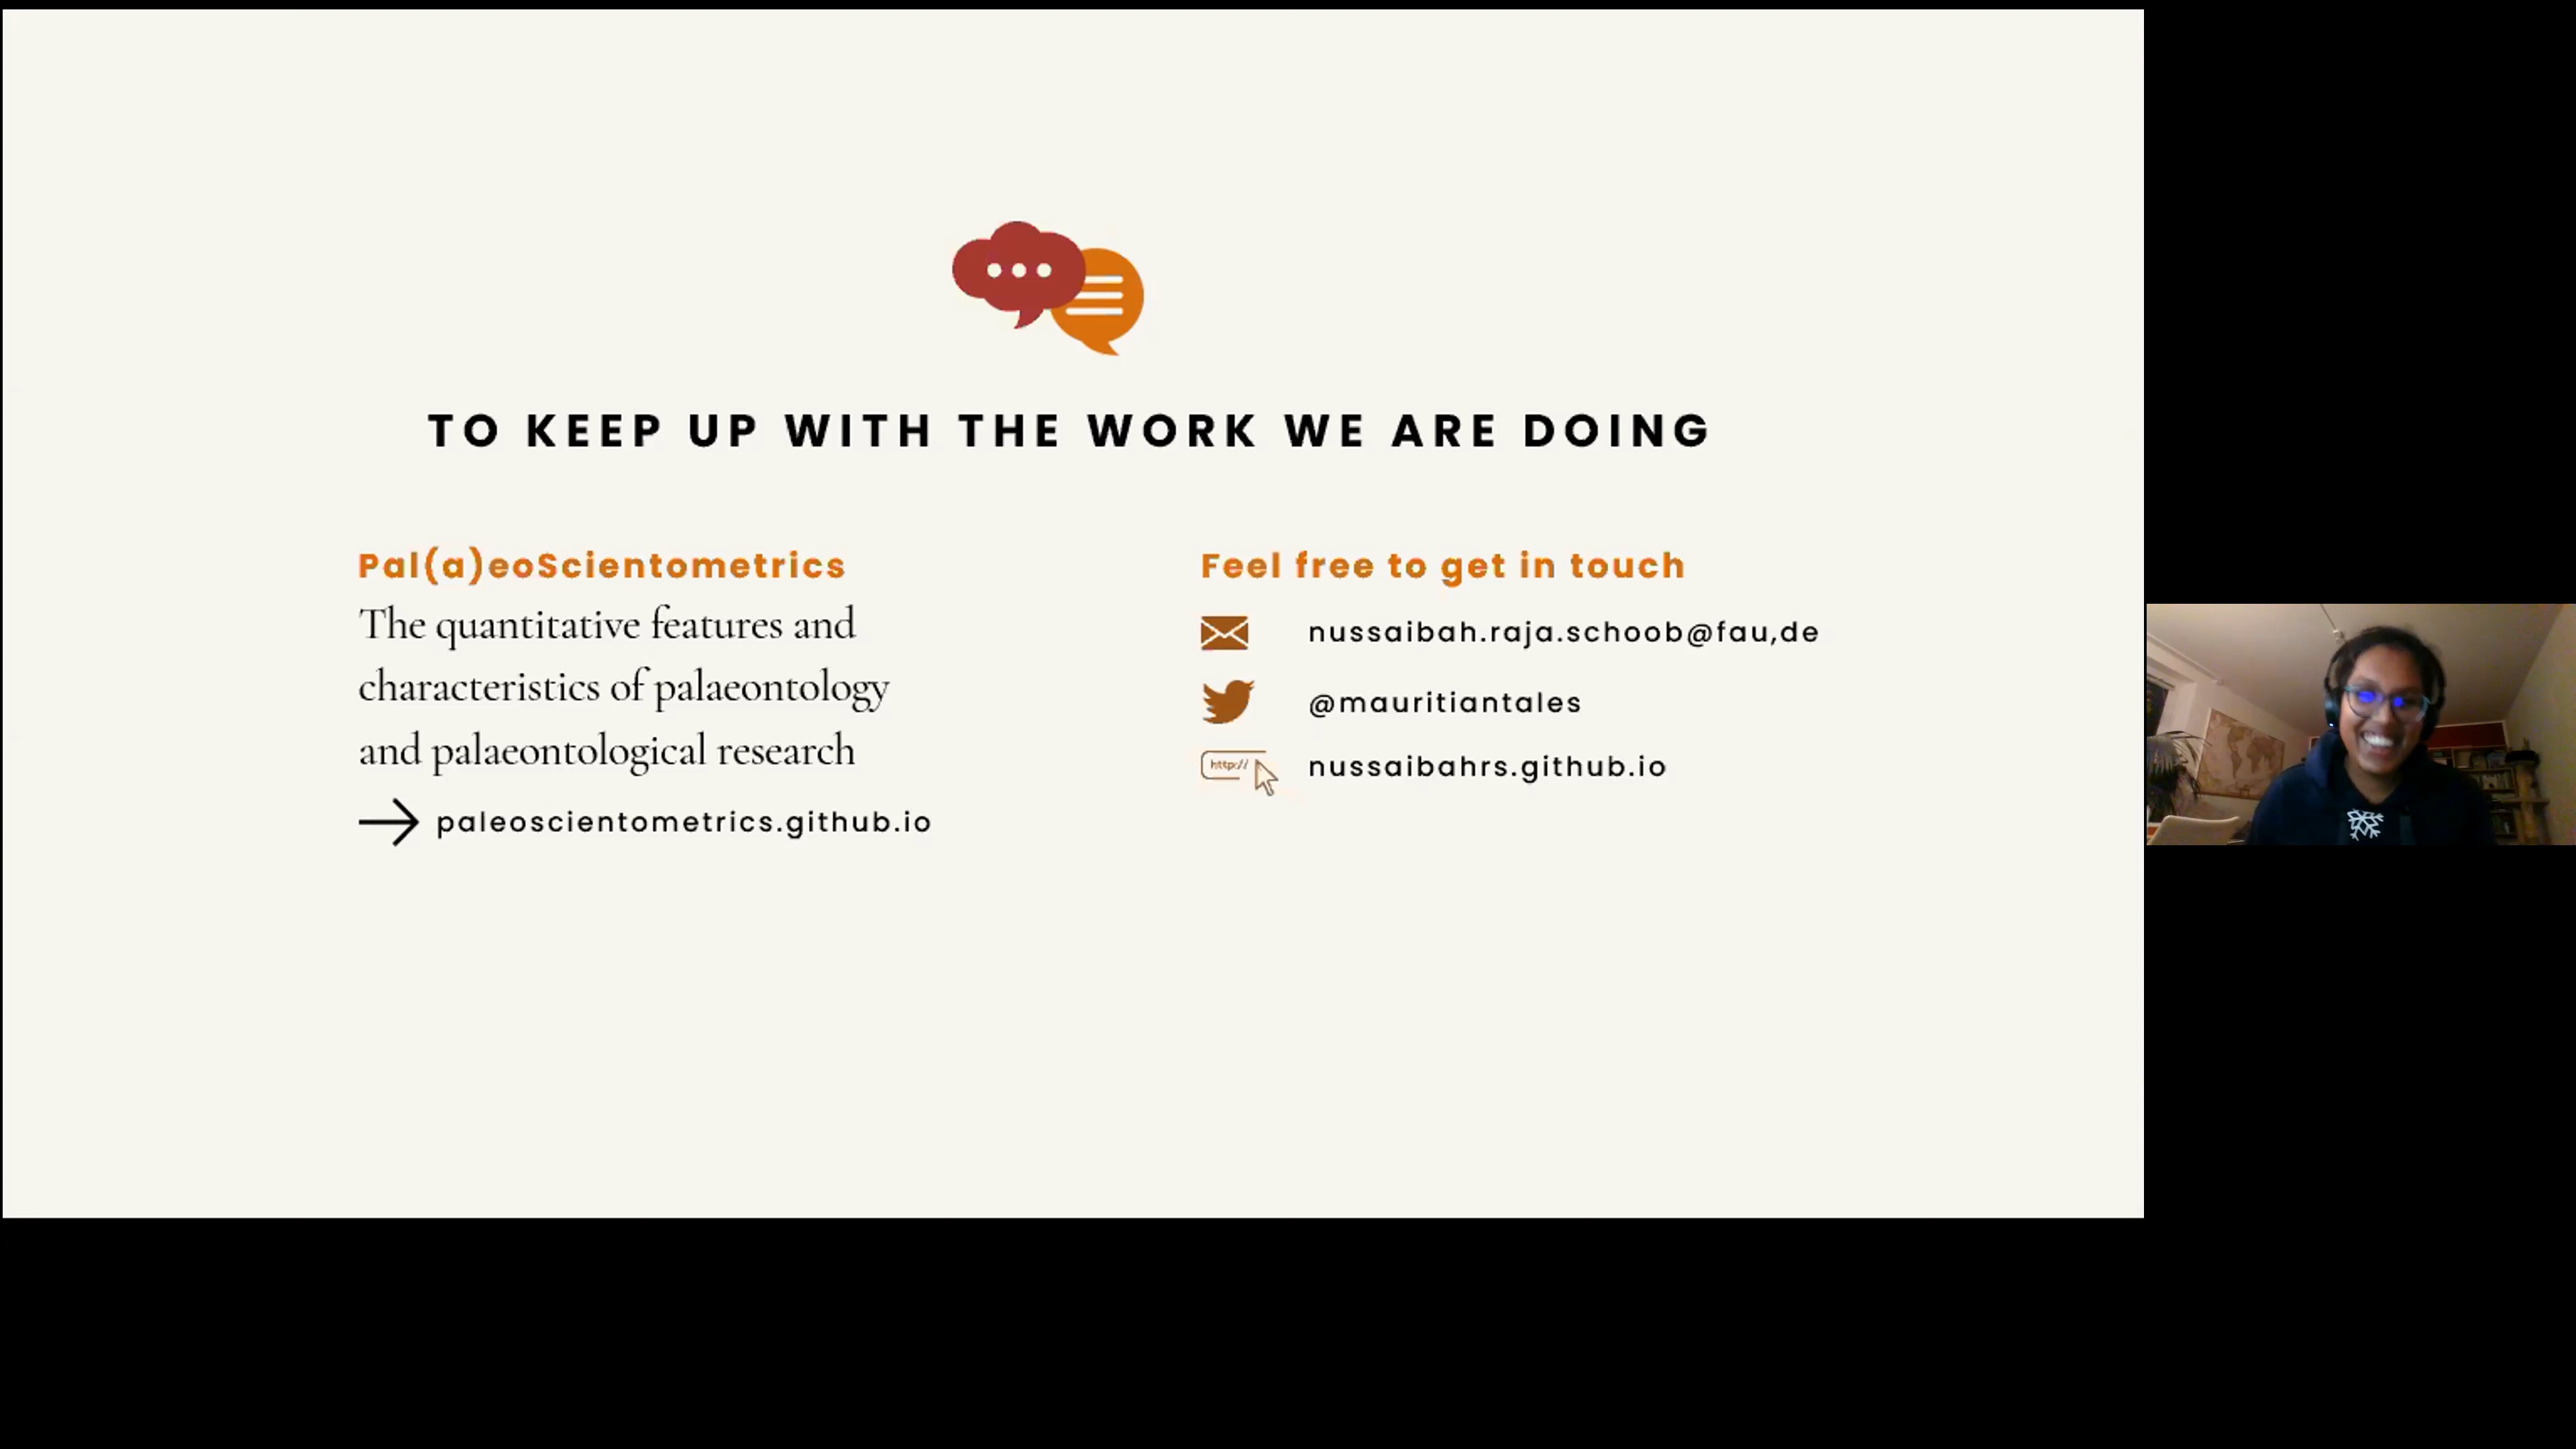 TO KEEP UP WITH THE WORK WE ARE DOING
Pal(a)eoScientometrics
The quantitative features and
characteristics of palaeontology
and palaeontological research
paleoscientometrics.github.io
Feel free to get in touch
nussaibah.raja.schoob@fau,de
@mauritiantales
http://
nussaibahrs.github.io